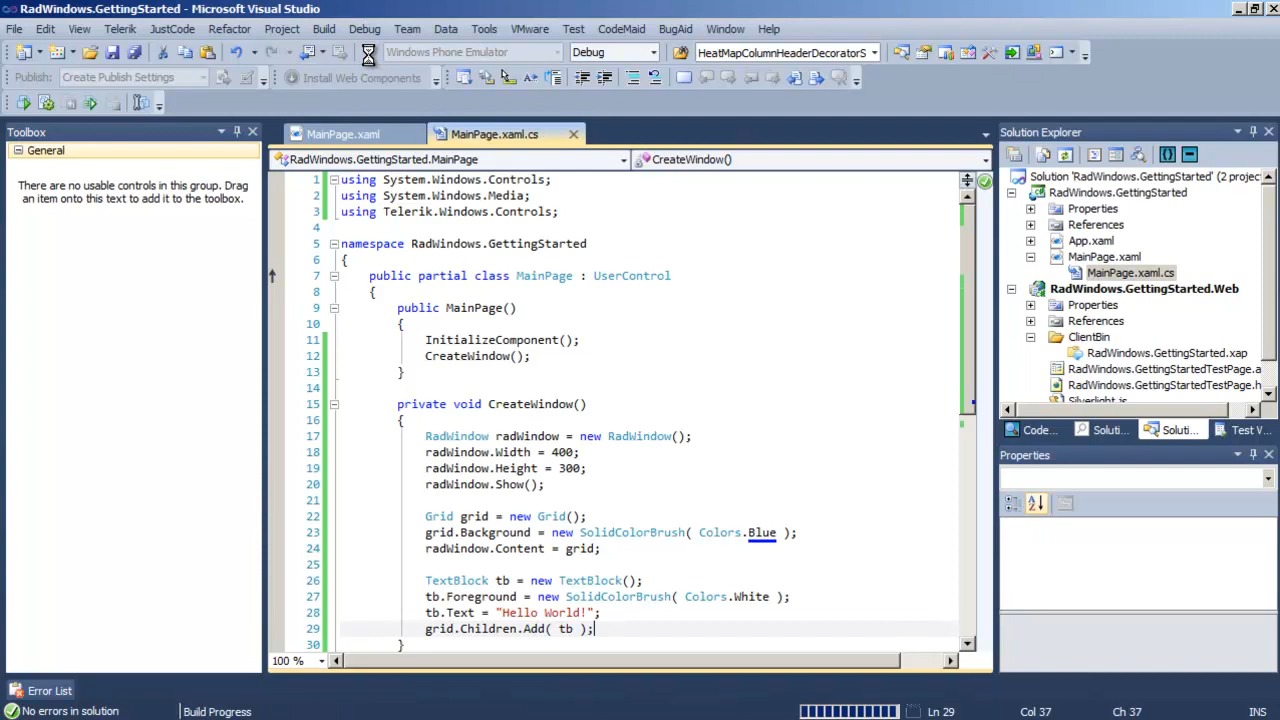 RadWindows.GettingStarted - Microsoft Visual Studio
File Edit View Telerik JustCode Refactor Project Build Debug Team Data Tools VMware Test CodeMaid BugAid Window Help
Windows Phone Emulator Debug HeatMapColumnHeaderDecoratorS
Publish: Create Publish Settings Install Web Components
Toolbox
General
There are no usable controls in this group. Drag
an item onto this text to add it to the toolbox.
MainPage.xaml MainPage.xaml.cs
RadWindows.GettingStarted.MainPage CreateWindow()
1 using System.Windows.Controls;
2 using System.Windows.Media;
3 using Telerik.Windows.Controls;
4
5 namespace RadWindows.GettingStarted
6 {
7 public partial class MainPage : UserControl
8 {
9 public MainPage()
10 {
11 InitializeComponent();
12 CreateWindow();
13 }
14
15 private void CreateWindow()
16 {
17 RadWindow radWindow = new RadWindow();
18 radWindow.Width = 400;
19 radWindow.Height = 300;
20 radWindow.Show();
21
22 Grid grid = new Grid();
23 grid.Background = new SolidColorBrush( Colors.Blue );
24 radWindow.Content = grid;
25
26 TextBlock tb = new TextBlock();
27 tb.Foreground = new SolidColorBrush( Colors.White );
28 tb.Text = "Hello World!";
29 grid.Children.Add( tb );
30 }
100 %
Solution Explorer
Solution 'RadWindows.GettingStarted' (2 projec
RadWindows.GettingStarted
Properties
References
App.xaml
MainPage.xaml
MainPage.xaml.cs
RadWindows.GettingStarted.Web
Properties
References
ClientBin
RadWindows.GettingStarted.xap
RadWindows.GettingStartedTestPage.a
RadWindows.GettingStartedTestPage.h
Silverlight.js
Code... Soluti... Soluti... Test V...
Properties
Error List
No errors in solution Build Progress Ln 29 Col 37 Ch 37 INS